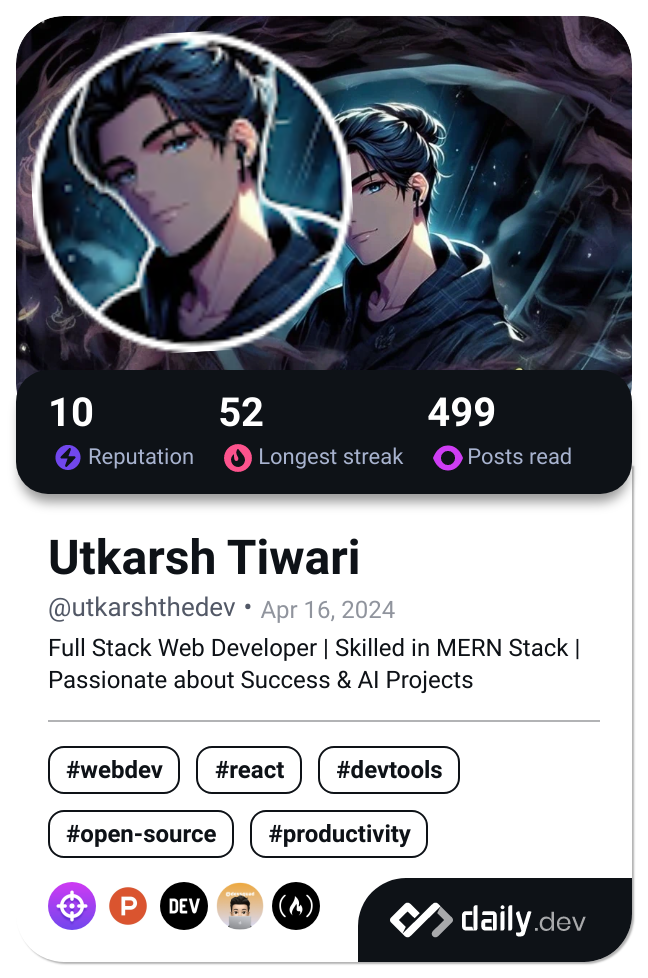 10 52 499
Reputation Longest streak Posts read
Utkarsh Tiwari
@utkarshthedev • Apr 16, 2024
Full Stack Web Developer | Skilled in MERN Stack |
Passionate about Success & AI Projects
#webdev #react #devtools
#open-source #productivity
P DEV
daily.dev